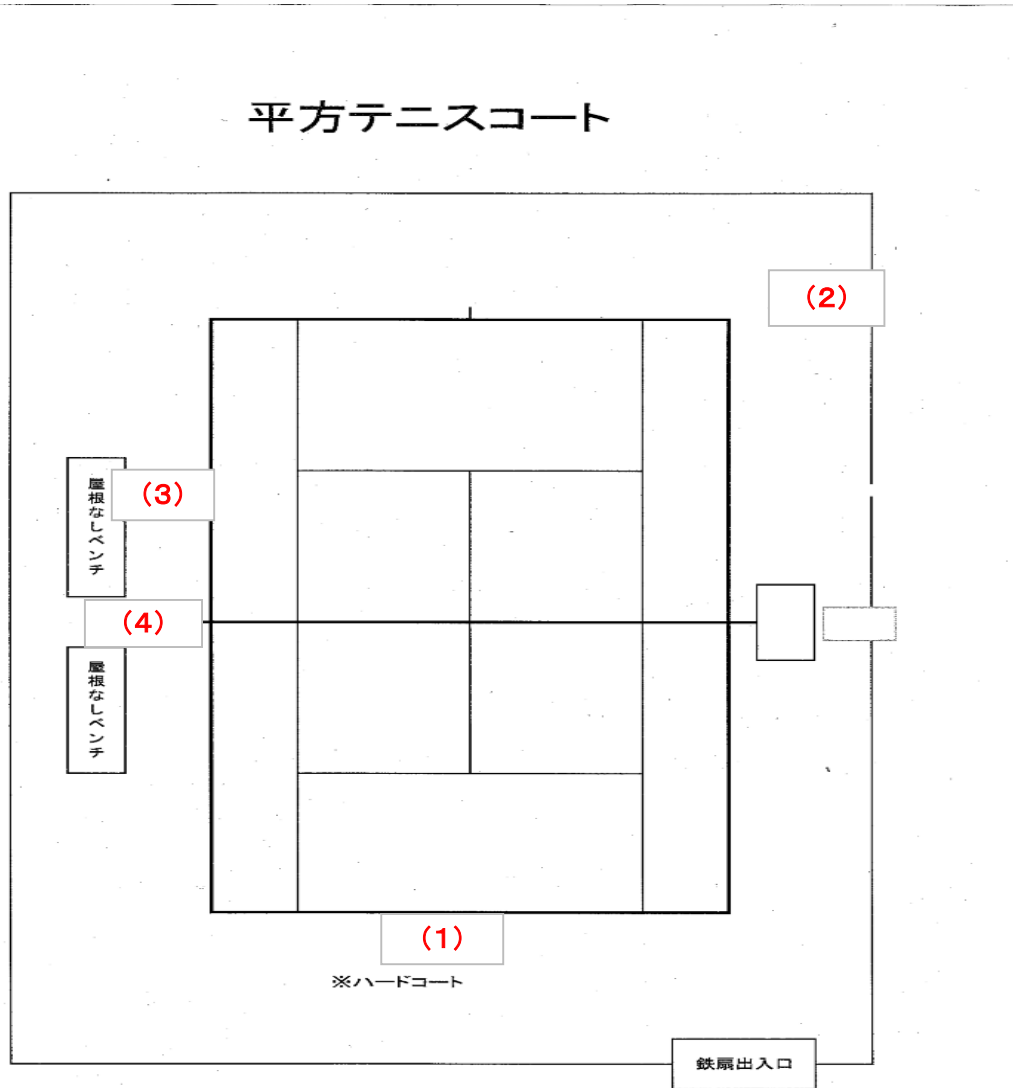 平方テニスコート
（2）
屋根なしベンチ
（3）
（4）
屋根なしベンチ
（1）
※ハードコート
鉄扉出入口